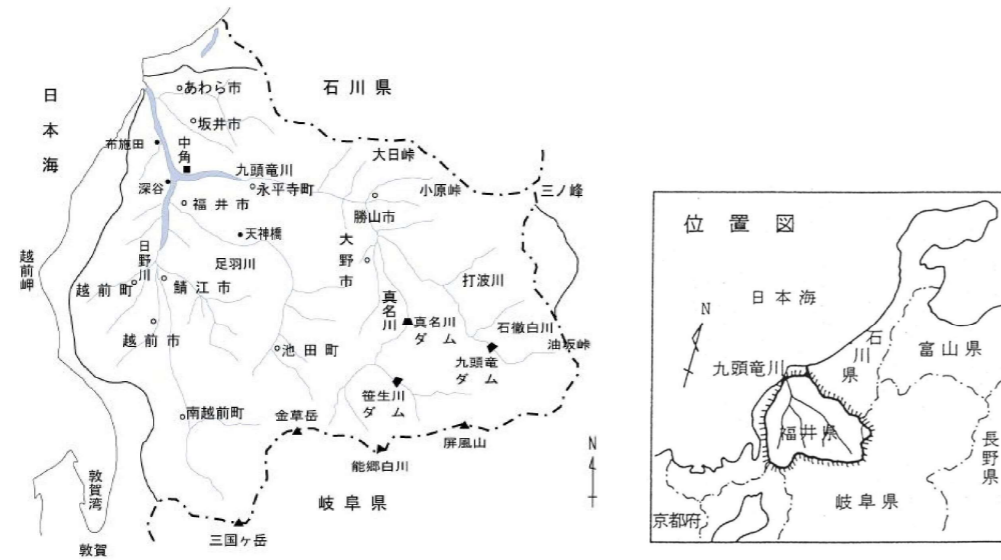 日本海
石川県
あわら市
坂井市
布施田
中角
九頭竜川
深谷
永平寺町
福井市
天神橋
大日峠
小原峠
三ノ峰
勝山市
大野市
日野川
足羽川
打波川
越前岬
越前町
鯖江市
真名川
真名川
ダム
石徹白川
油坂峠
越前市
池田町
九頭竜
ダム
笹生川
ダム
南越前町
金草岳
屏風山
能郷白川
N
敦賀湾
岐阜県
三国ヶ岳
敦賀
位置図
N
日本海
石川県
富山県
九頭竜川
福井県
長野県
岐阜県
京都府